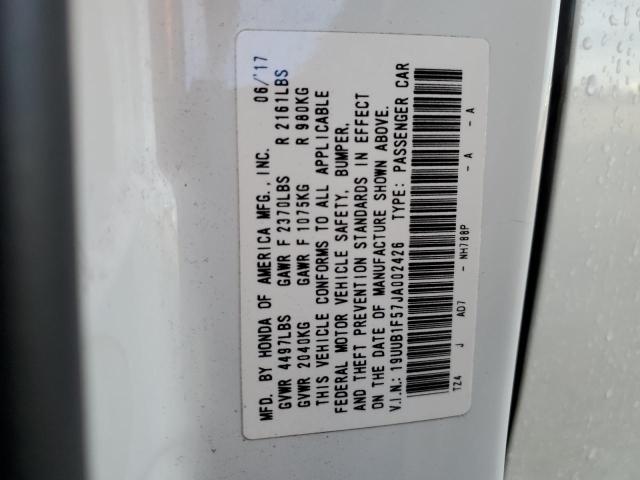 MFD. BY HONDA OF AMERICA MFG., INC. 06/'17
GVWR 4497LBS GAWR F 2370LBS R 2161LBS
GVWR 2040KG GAWR F 1075KG R 980KG
THIS VEHICLE CONFORMS TO ALL APPLICABLE
FEDERAL MOTOR VEHICLE SAFETY, BUMPER,
AND THEFT PREVENTION STANDARDS IN EFFECT
ON THE DATE OF MANUFACTURE SHOWN ABOVE.
V.I.N.: 19UUB1F57JA002426 TYPE: PASSENGER CAR
TZ4 J A07 - NH788P - A - A